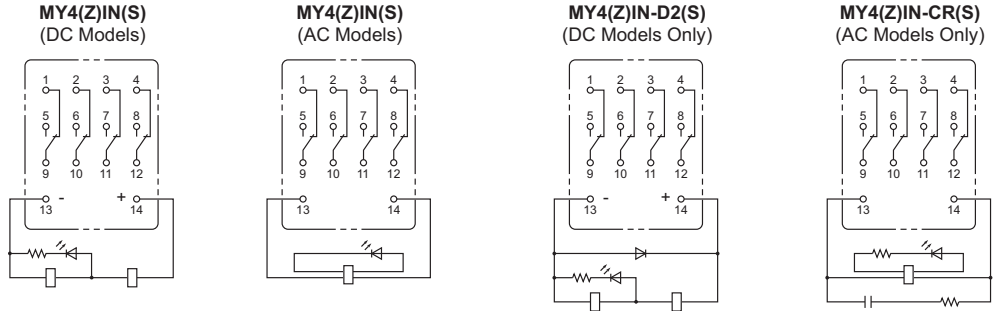 MY4(Z)IN(S)
(DC Models)
1 2 3 4
5 6 7 8
9 10 11 12
- +
13 14
MY4(Z)IN(S)
(AC Models)
1 2 3 4
5 6 7 8
9 10 11 12
13 14
MY4(Z)IN-D2(S)
(DC Models Only)
1 2 3 4
5 6 7 8
9 10 11 12
- +
13 14
MY4(Z)IN-CR(S)
(AC Models Only)
1 2 3 4
5 6 7 8
9 10 11 12
13 14